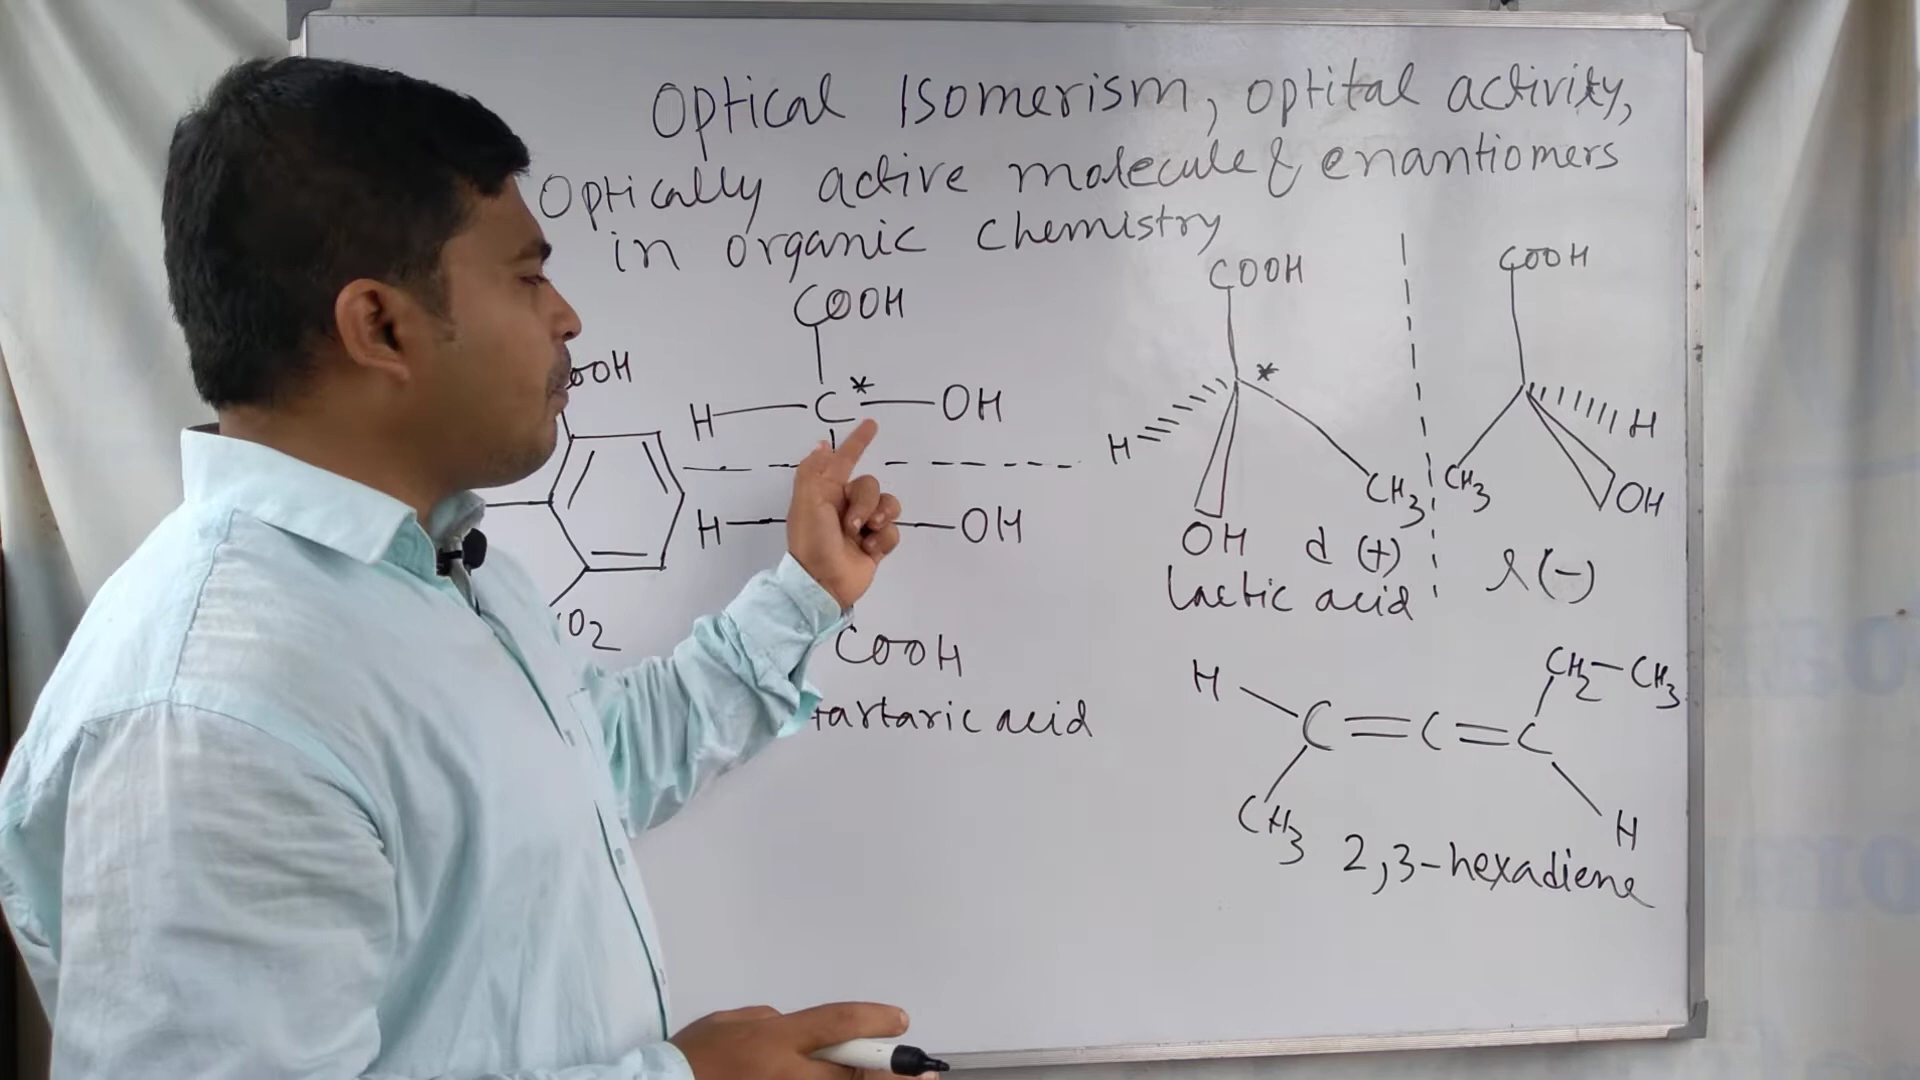 Optical Isomerism, optital activity,
Optically active molecule & enantiomers
in organic chemistry
COOH
H C* OH
H OH
COOH
tartaric acid
OOH
O2
COOH
*
H
OH
CH3
d (+)
lactic acid
COOH
H
CH3
OH
l (-)
H
CH2-CH3
C=C=C
CH3
H
2,3-hexadiene